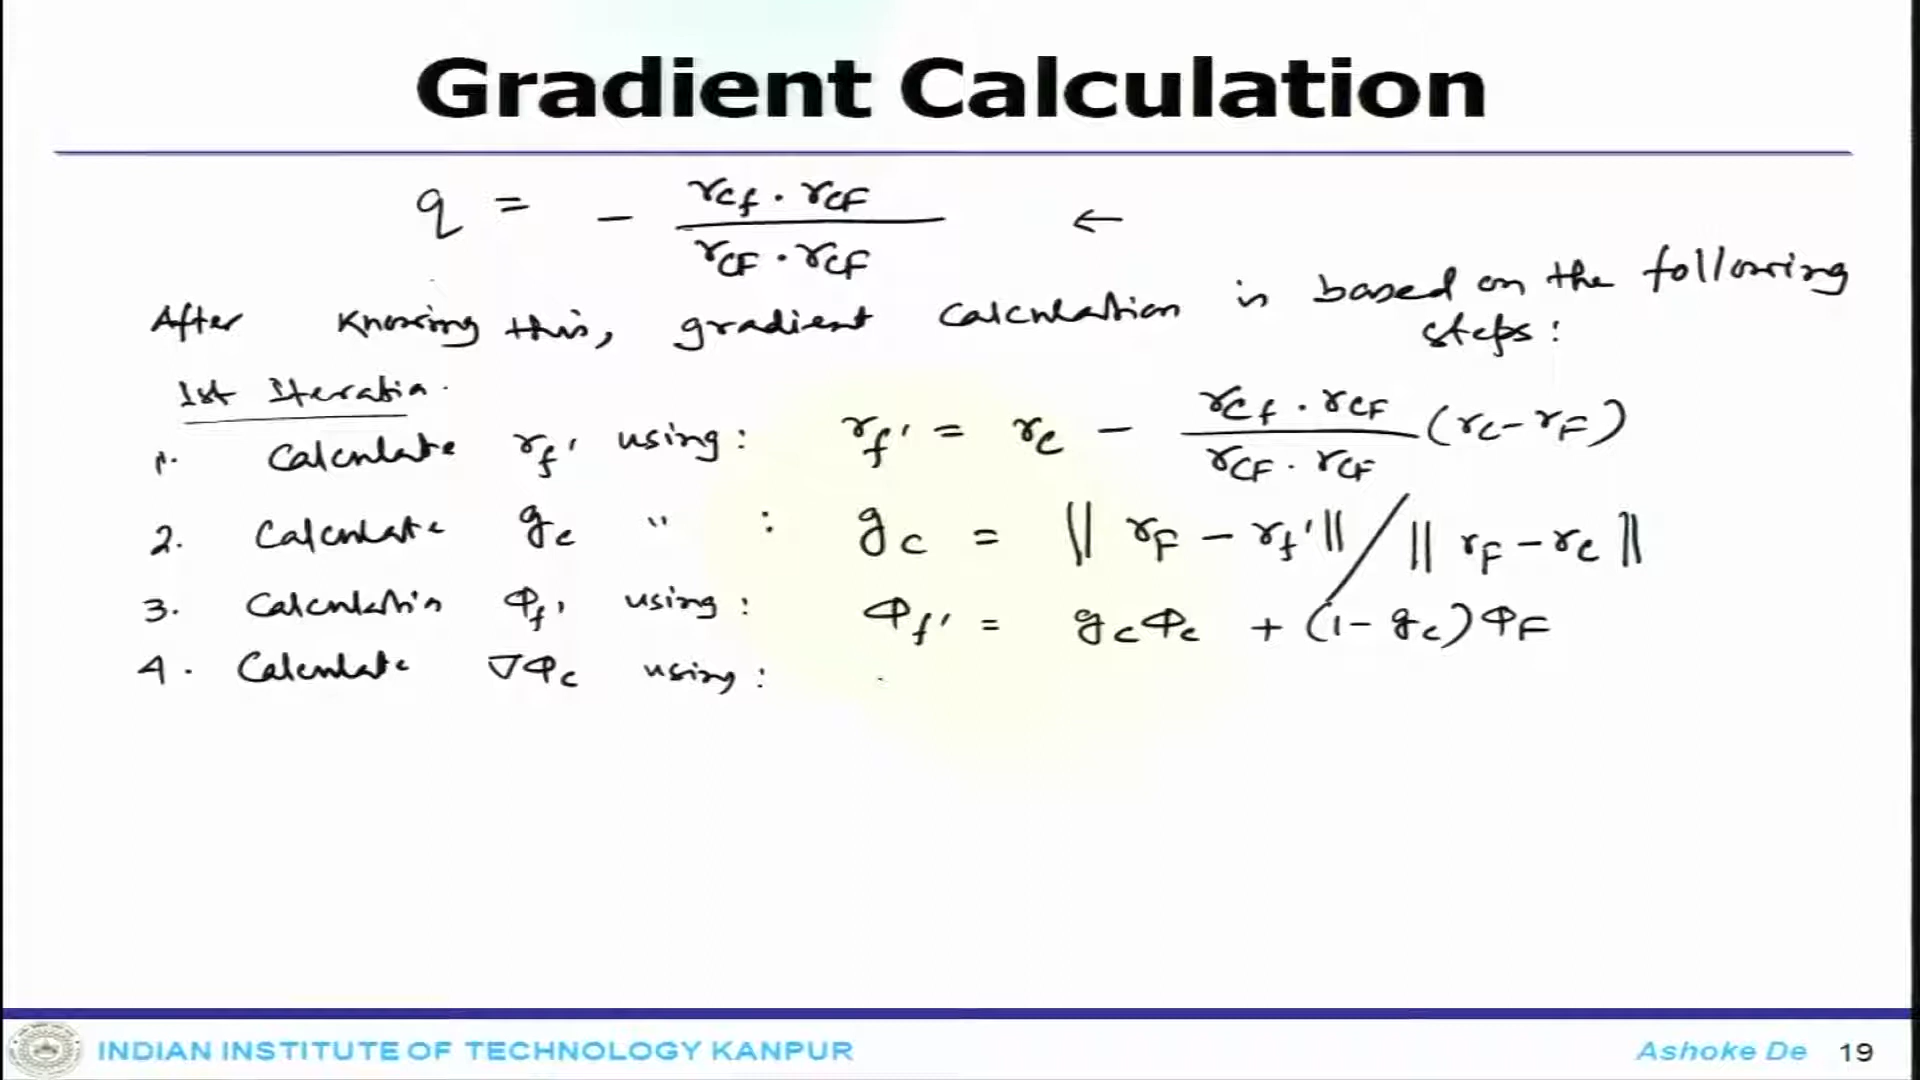 Gradient Calculation
q = - rCf · rCF / rCF · rCF ←
After knowing this, gradient calculation is based on the following
steps:
1st Iteration.
1. Calculate rf' using: rf' = rC - rCf · rCF / rCF · rCF (rC - rF)
2. Calculate gC " : gC = || rF - rf' || / || rF - rC ||
3. Calculatin Φf' using: Φf' = gCΦC + (1 - gC)ΦF
4. Calculate ∇ΦC using:
INDIAN INSTITUTE OF TECHNOLOGY KANPUR
Ashoke De 19